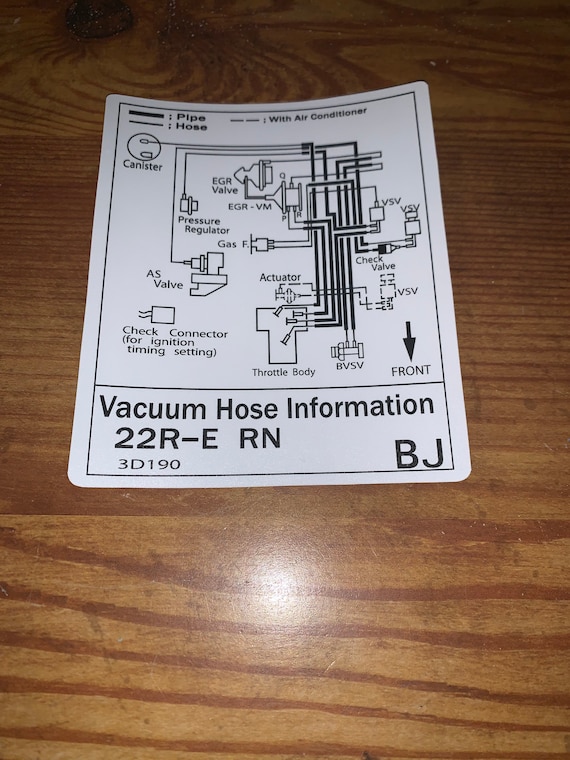 ; Pipe
; Hose
; With Air Conditioner
Canister
EGR
Valve
Q
EGR - VM
P R
Pressure
Regulator
VSV
VSV
Gas F.
Check
Valve
AS
Valve
Actuator
VSV
Check Connector
(for ignition
timing setting)
Throttle Body
BVSV
FRONT
Vacuum Hose Information
22R-E RN
3D190
BJ